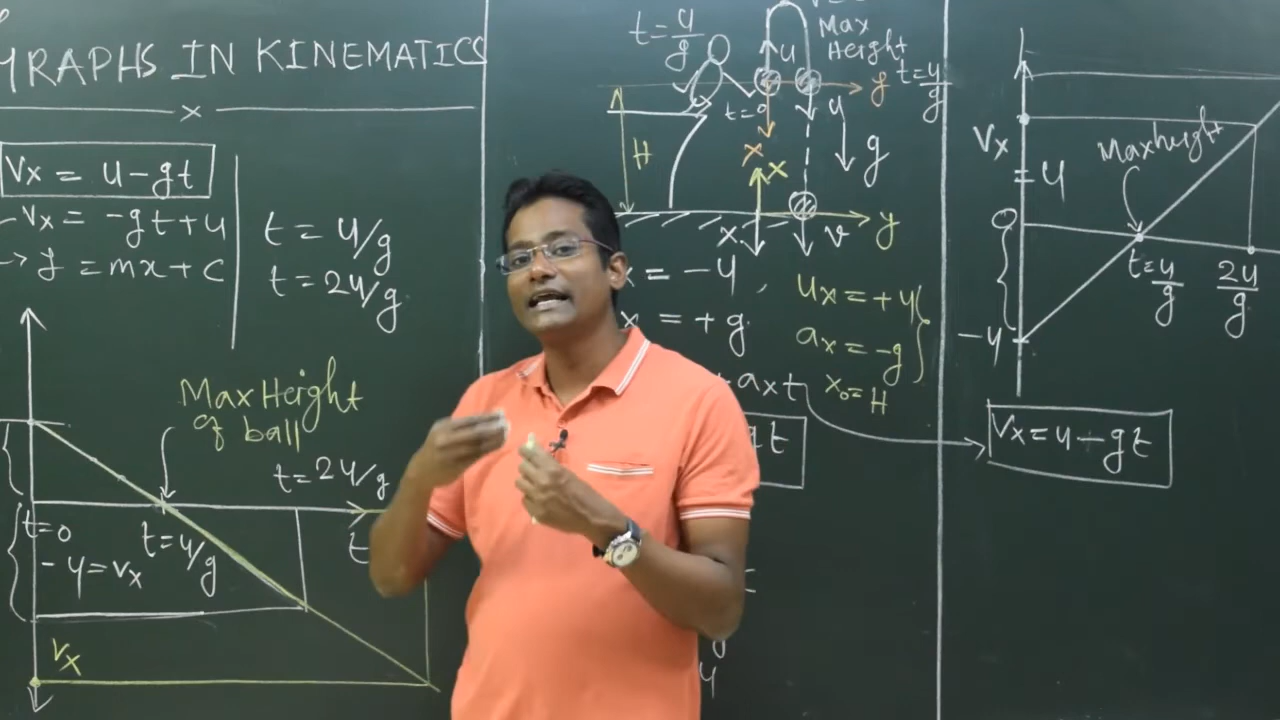 GRAPHS IN KINEMATICS
x
Vx = u-gt
-Vx = -gt+u
→ y = mx + c
t = u/g
t = 2u/g
Max Height
of ball
t=2u/g
t=0
t=u/g
t
-u=vx
Vx
t=u/g
u
Max
Height
t=u/g
y
t=0
u
x
H
g
x
y
x
v
x = -u,
x = +g
ux = +u
ax = -g
x₀ = H
+ axt
gt
Vx
= u
0
-u
Maxheight
t=u/g
2u/g
Vx = u-gt